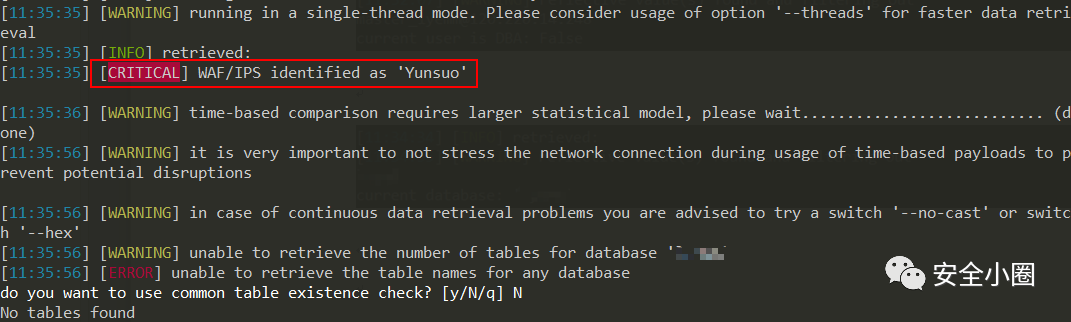 [11:35:35] [WARNING] running in a single-thread mode. Please consider usage of option '--threads' for faster data retri
eval
[11:35:35] [INFO] retrieved:
[11:35:35] [CRITICAL] WAF/IPS identified as 'Yunsuo'
[11:35:36] [WARNING] time-based comparison requires larger statistical model, please wait........................... (d
one)
[11:35:56] [WARNING] it is very important to not stress the network connection during usage of time-based payloads to p
revent potential disruptions
[11:35:56] [WARNING] in case of continuous data retrieval problems you are advised to try a switch '--no-cast' or switc
h '--hex'
[11:35:56] [WARNING] unable to retrieve the number of tables for database '
[11:35:56] [ERROR] unable to retrieve the table names for any database
do you want to use common table existence check? [y/N/q] N
No tables found
安全小圈